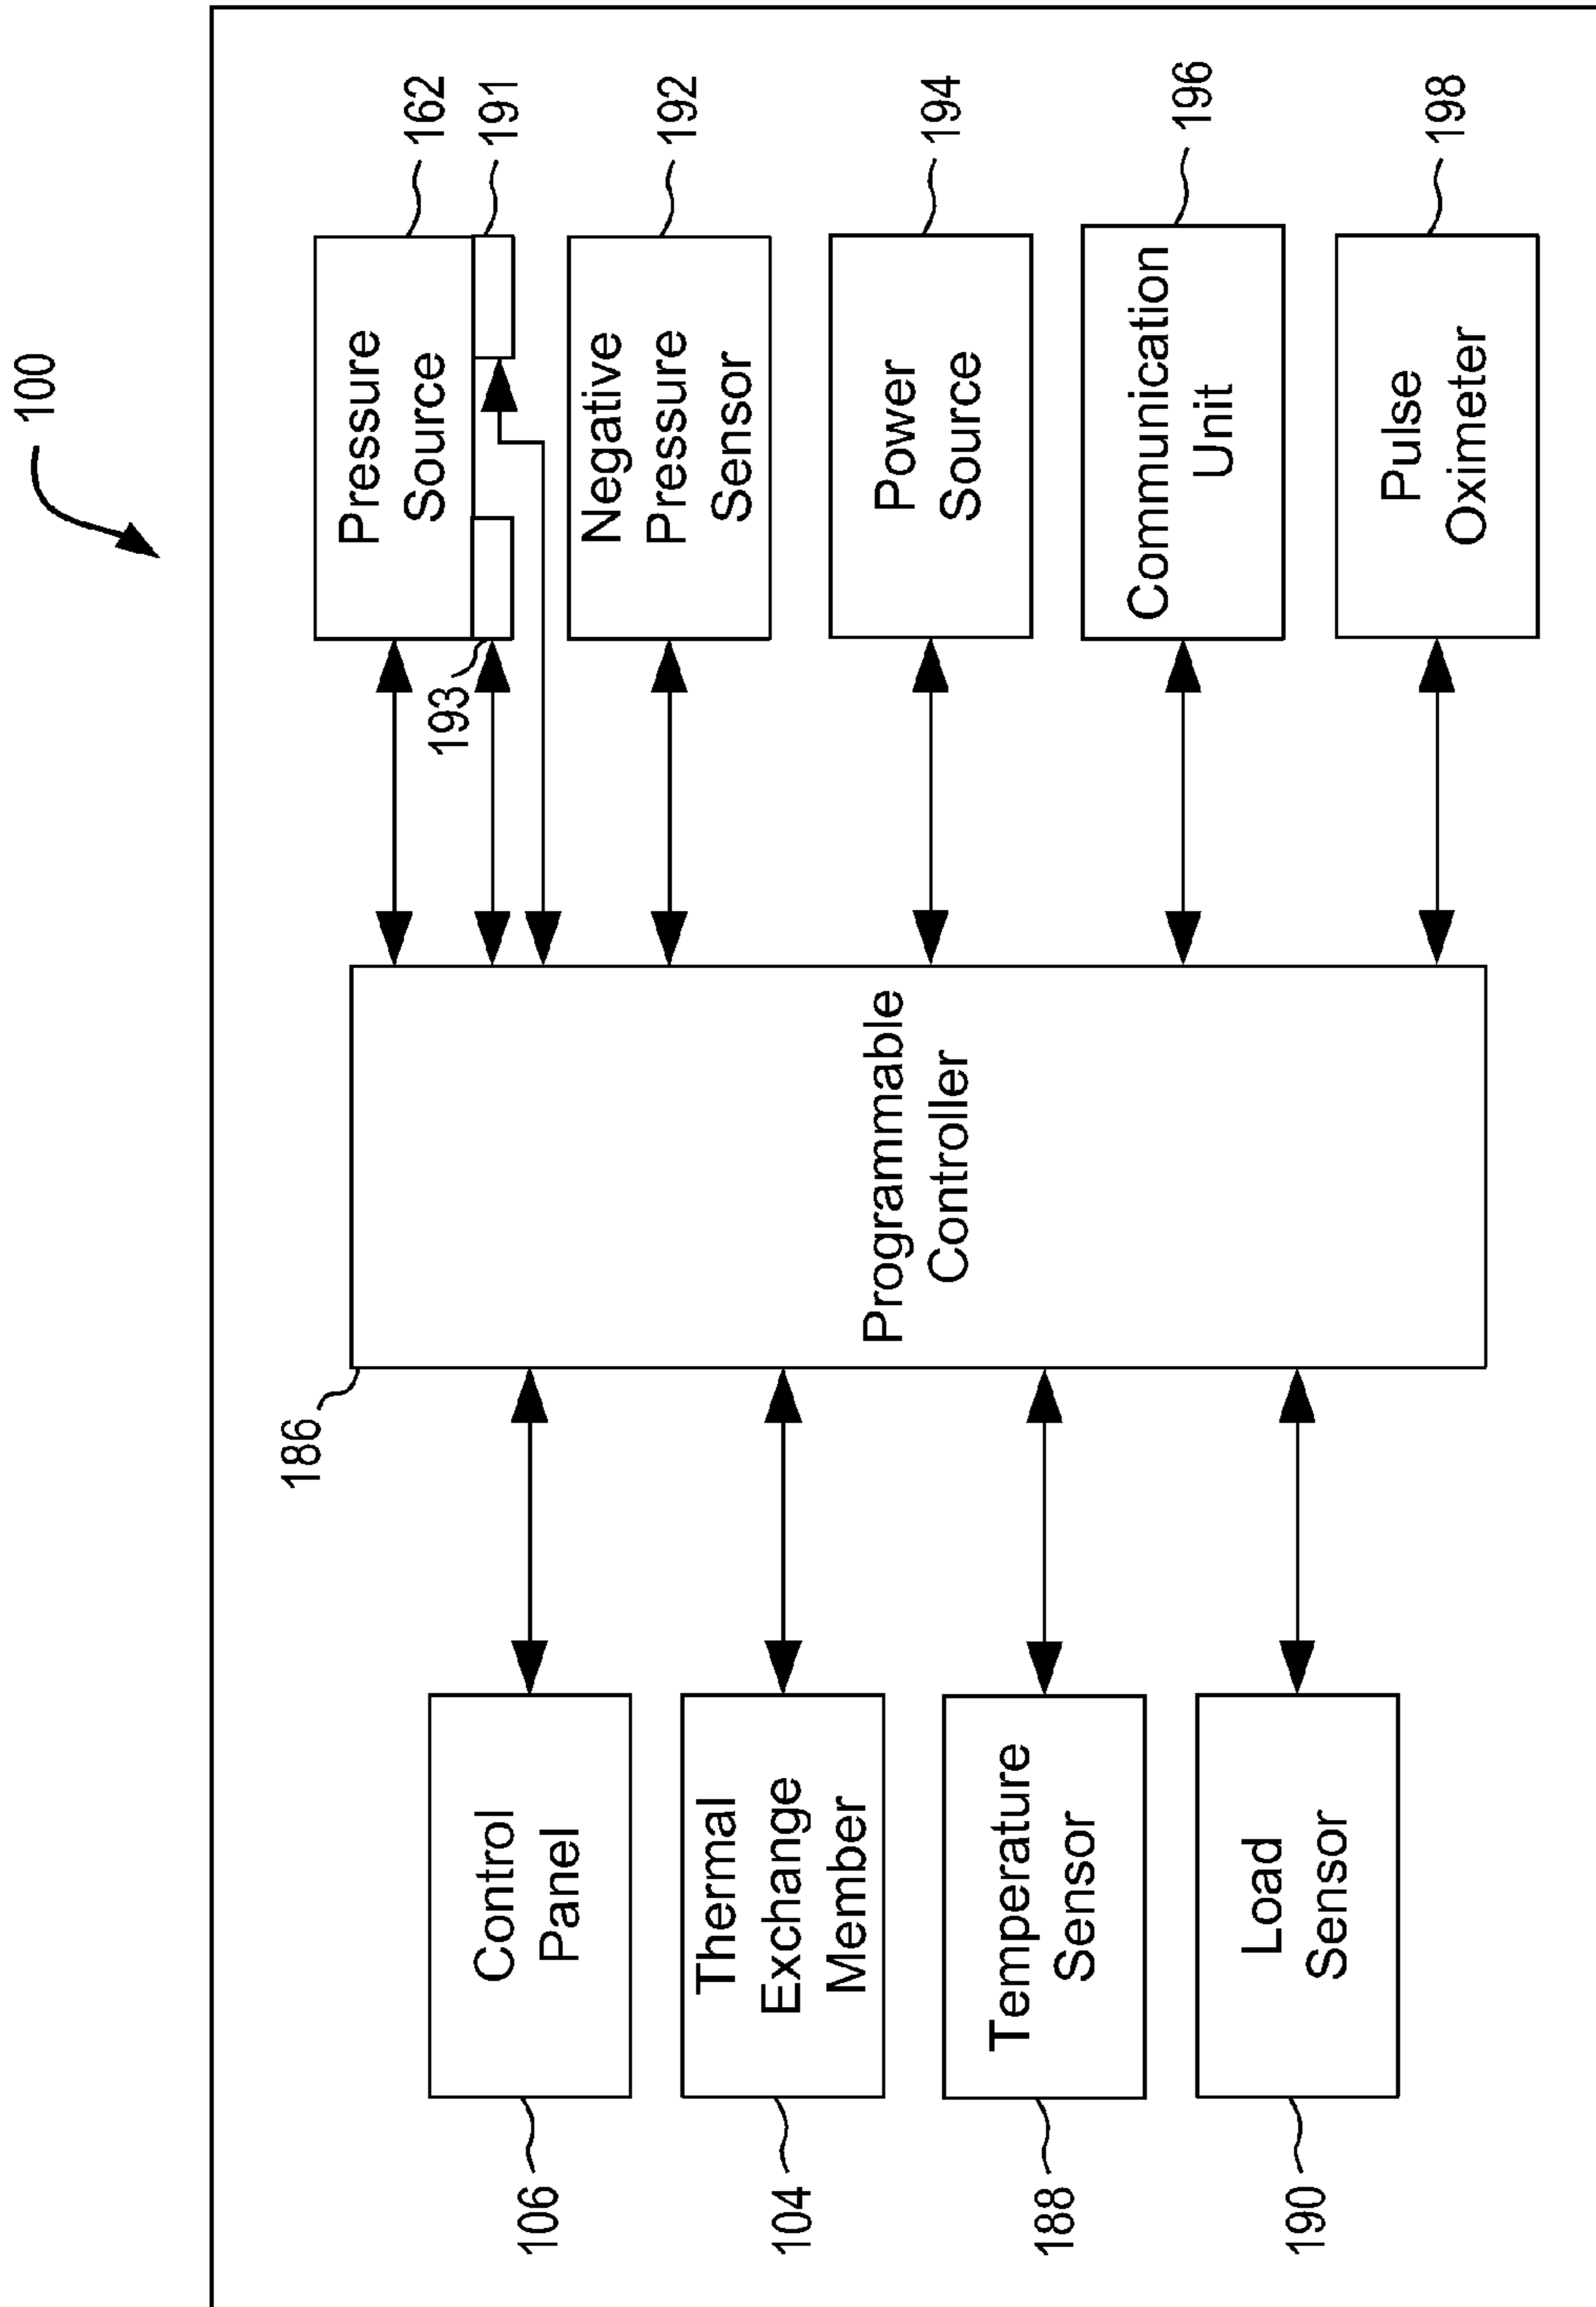 100
186
Control
Panel
106
Thermal
Exchange
Member
104
Temperature
Sensor
188
Load
Sensor
190
Programmable
Controller
Pressure
Source
162
191
193
Negative
Pressure
Sensor
192
Power
Source
194
Communication
Unit
196
Pulse
Oximeter
198